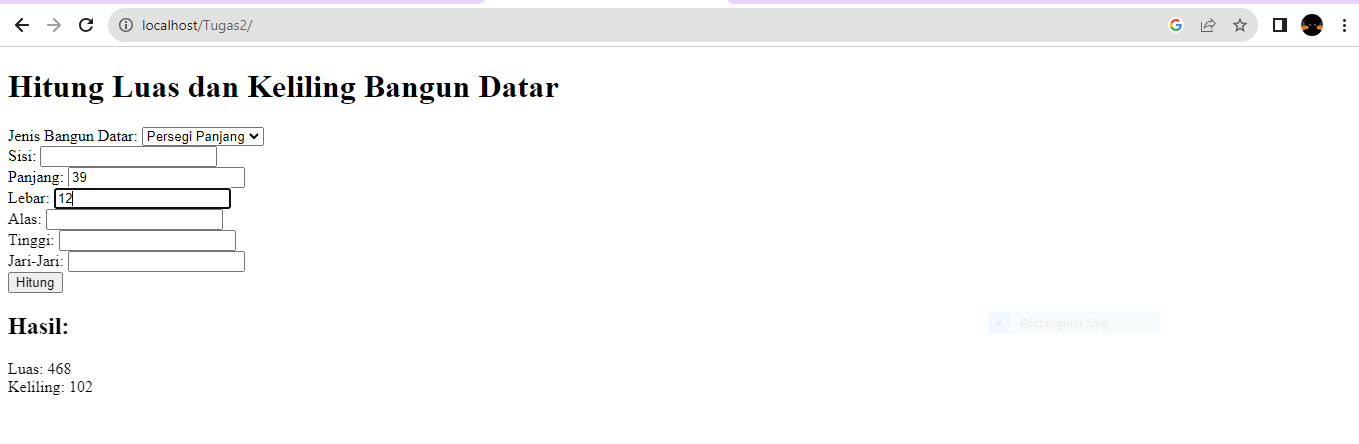 localhost/Tugas2/
Hitung Luas dan Keliling Bangun Datar
Jenis Bangun Datar: Persegi Panjang
Sisi:
Panjang: 39
Lebar: 12
Alas:
Tinggi:
Jari-Jari:
Hitung
Hasil:
Rectangular Snip
Luas: 468
Keliling: 102